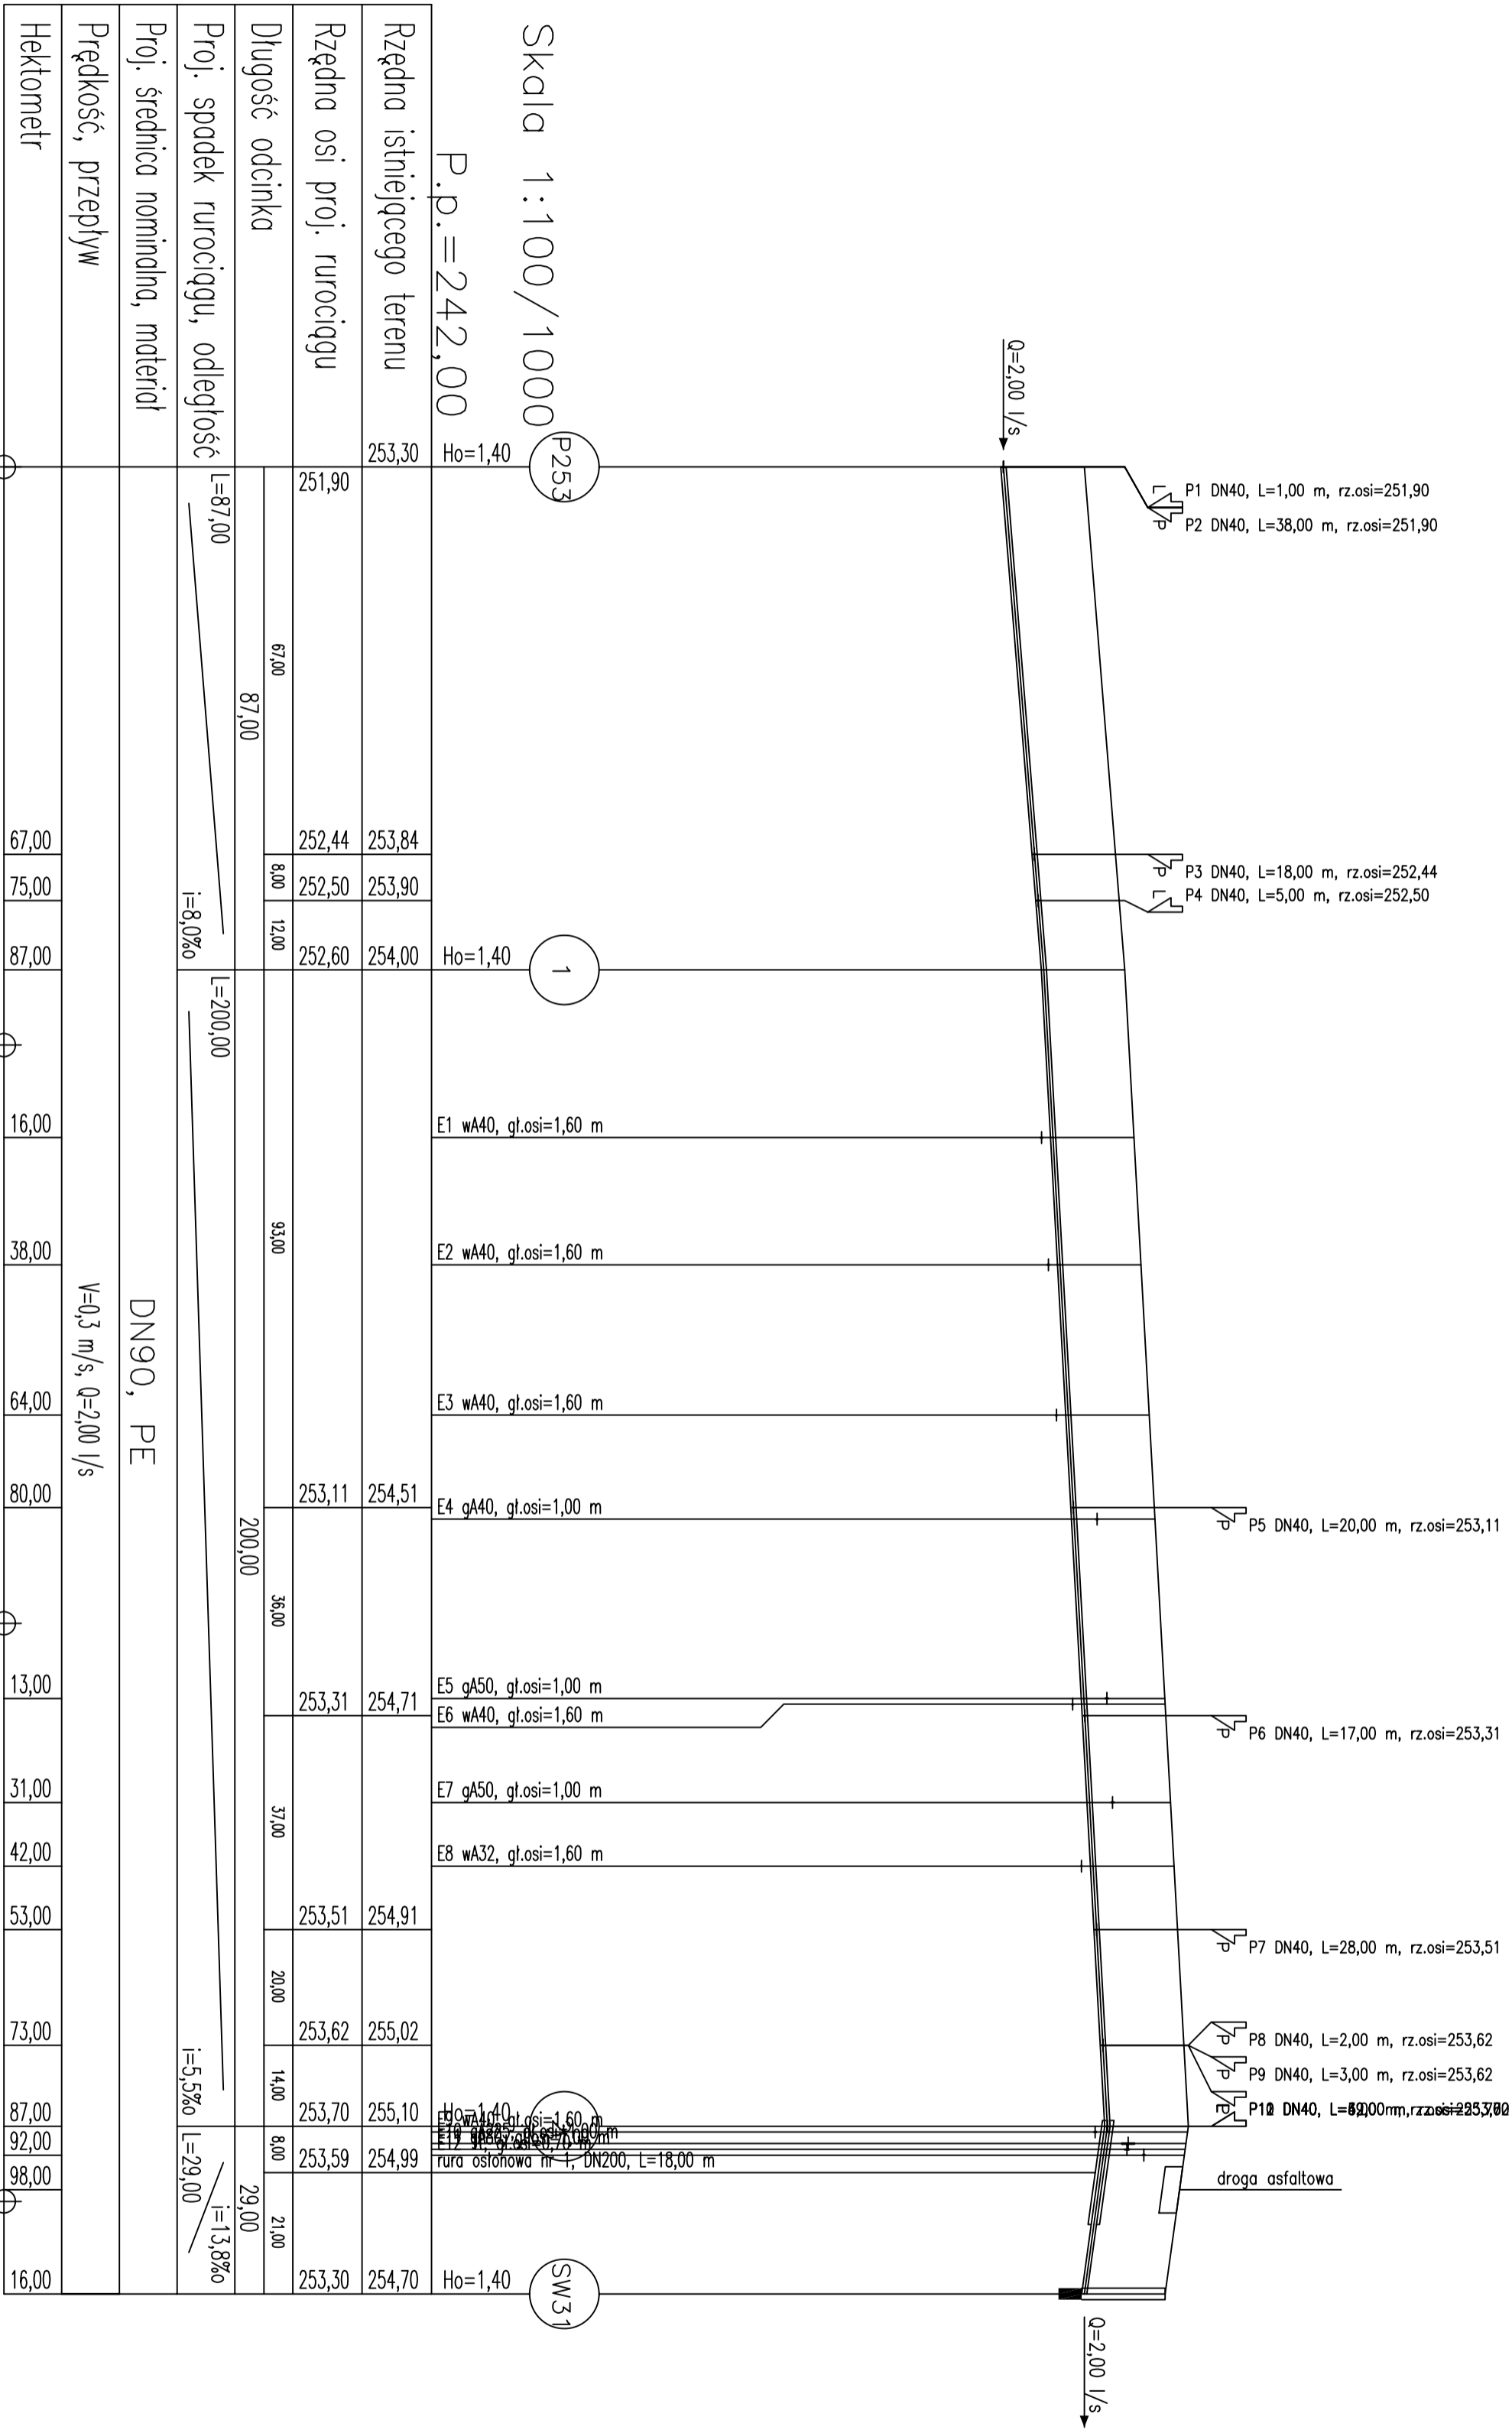 Skala 1:100/1000
P.p.=242,00
Q=2,00 l/s
P253
1
SW31
Ho=1,40
Ho=1,40
Ho=1,40
Ho=1,40
P1 DN40, L=1,00 m, rz.osi=251,90
L
P
P2 DN40, L=38,00 m, rz.osi=251,90
P
P3 DN40, L=18,00 m, rz.osi=252,44
L
P4 DN40, L=5,00 m, rz.osi=252,50
P
P5 DN40, L=20,00 m, rz.osi=253,11
P
P6 DN40, L=17,00 m, rz.osi=253,31
P
P7 DN40, L=28,00 m, rz.osi=253,51
P
P8 DN40, L=2,00 m, rz.osi=253,62
P
P9 DN40, L=3,00 m, rz.osi=253,62
droga asfaltowa
Q=2,00 l/s
E1 wA40, gł.osi=1,60 m
E2 wA40, gł.osi=1,60 m
E3 wA40, gł.osi=1,60 m
E4 gA40, gł.osi=1,00 m
E5 gA50, gł.osi=1,00 m
E6 wA40, gł.osi=1,60 m
E7 gA50, gł.osi=1,00 m
E8 wA32, gł.osi=1,60 m
rura osłonowa nr 1, DN200, L=18,00 m
Rzędna istniejącego terenu
253,30 253,84 253,90 254,00 254,51 254,71 254,91 255,02 255,10 254,99 254,70
Rzędna osi proj. rurociągu
251,90 252,44 252,50 252,60 253,11 253,31 253,51 253,62 253,70 253,59 253,30
Długość odcinka
67,00 8,00 12,00 93,00 36,00 37,00 20,00 14,00 8,00 21,00
87,00 200,00 29,00
Proj. spadek rurociągu, odległość
L=87,00 i=8,0‰ L=200,00 i=5,5‰ L=29,00 i=13,8‰
Proj. średnica nominalna, materiał
DN90, PE
Prędkość, przepływ
V=0,3 m/s, Q=2,00 l/s
Hektometr
67,00 75,00 87,00 16,00 38,00 64,00 80,00 13,00 31,00 42,00 53,00 73,00 87,00 92,00 98,00 16,00